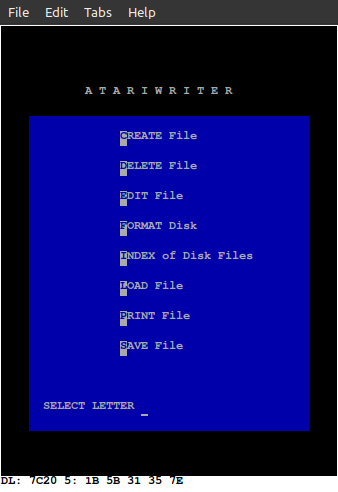 File Edit Tabs Help
A T A R I W R I T E R
CREATE File
DELETE File
EDIT File
FORMAT Disk
INDEX of Disk Files
LOAD File
PRINT File
SAVE File
SELECT LETTER _
DL: 7C20 5: 1B 5B 31 35 7E